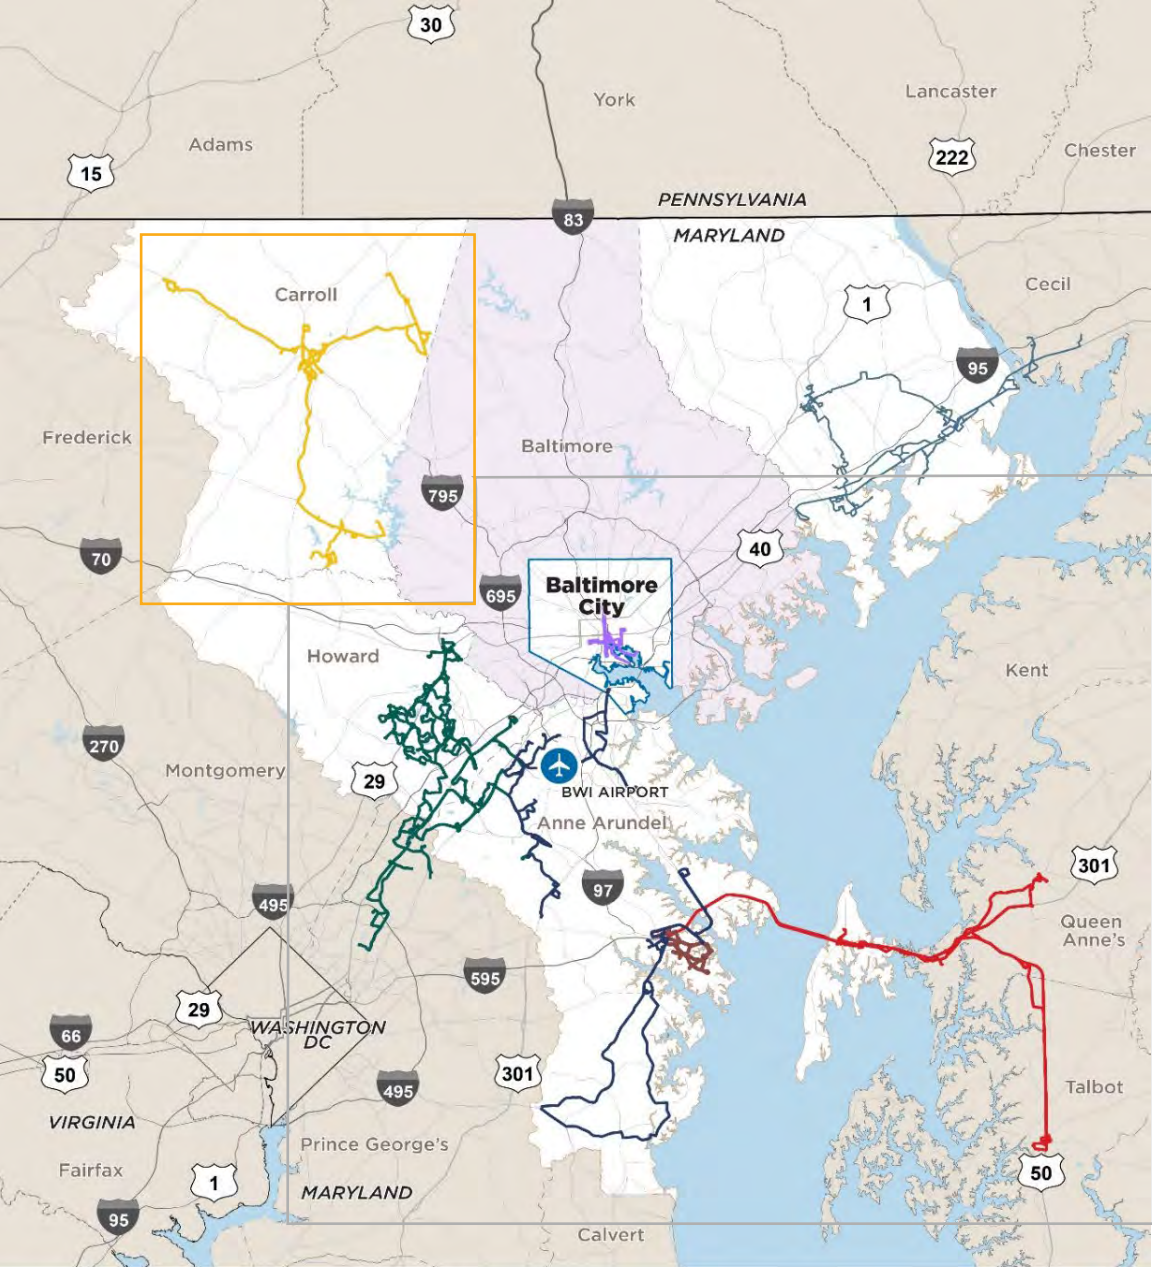 30
York
Lancaster
Adams
222
Chester
15
PENNSYLVANIA
83
MARYLAND
Cecil
Carroll
1
95
Frederick
Baltimore
795
40
70
Baltimore
City
695
Howard
Kent
270
Montgomery
29
BWI AIRPORT
Anne Arundel
301
97
495
Queen
Anne's
595
29
WASHINGTON
DC
66
50
301
495
Talbot
VIRGINIA
Prince George's
Fairfax
50
1
MARYLAND
95
Calvert